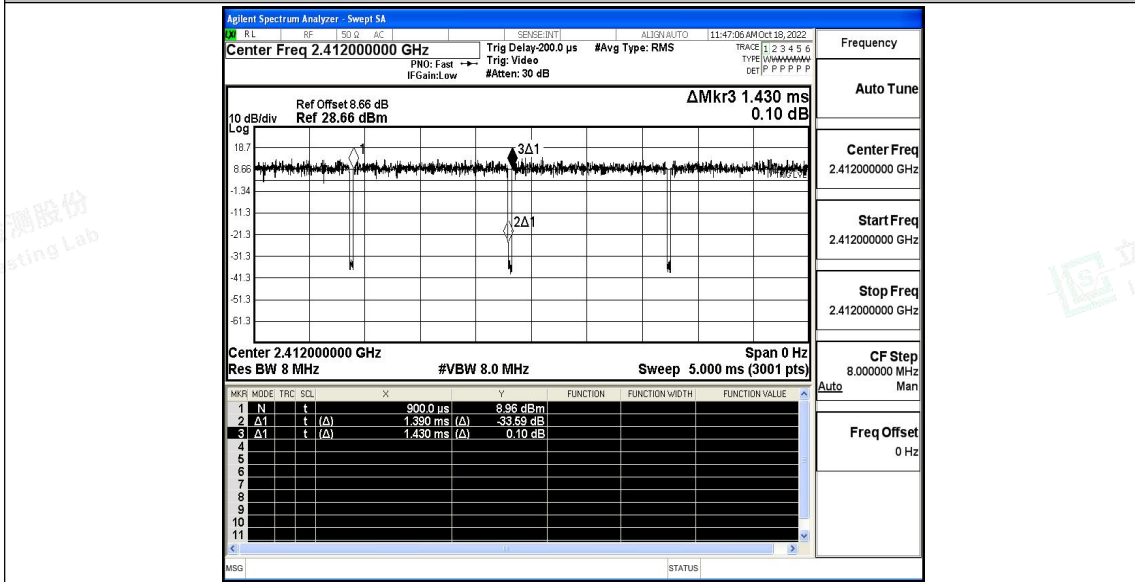 Agilent Spectrum Analyzer - Swept SA
RL RF 50 Ω AC SENSE:INT ALIGN AUTO 11:47:06 AM Oct 18, 2022
Center Freq 2.412000000 GHz
PNO: Fast
IFGain:Low
Trig Delay-200.0 µs
Trig: Video
#Atten: 30 dB
#Avg Type: RMS
TRACE 1 2 3 4 5 6
TYPE
DET P P P P P P
Ref Offset 8.66 dB
10 dB/div Ref 28.66 dBm
Log
ΔMkr3 1.430 ms
0.10 dB
18.7
8.66
-1.34
-11.3
-21.3
-31.3
-41.3
-51.3
-61.3
1
3Δ1
2Δ1
Center 2.412000000 GHz Span 0 Hz
Res BW 8 MHz #VBW 8.0 MHz Sweep 5.000 ms (3001 pts)
MKR MODE TRC SCL X Y FUNCTION FUNCTION WIDTH FUNCTION VALUE
1 N t 900.0 µs 8.96 dBm
2 Δ1 t (Δ) 1.390 ms (Δ) -33.59 dB
3 Δ1 t (Δ) 1.430 ms (Δ) 0.10 dB
4
5
6
7
8
9
10
11
MSG STATUS
Frequency
Auto Tune
Center Freq
2.412000000 GHz
Start Freq
2.412000000 GHz
Stop Freq
2.412000000 GHz
CF Step
8.000000 MHz
Auto Man
Freq Offset
0 Hz
测股份
sting Lab
立